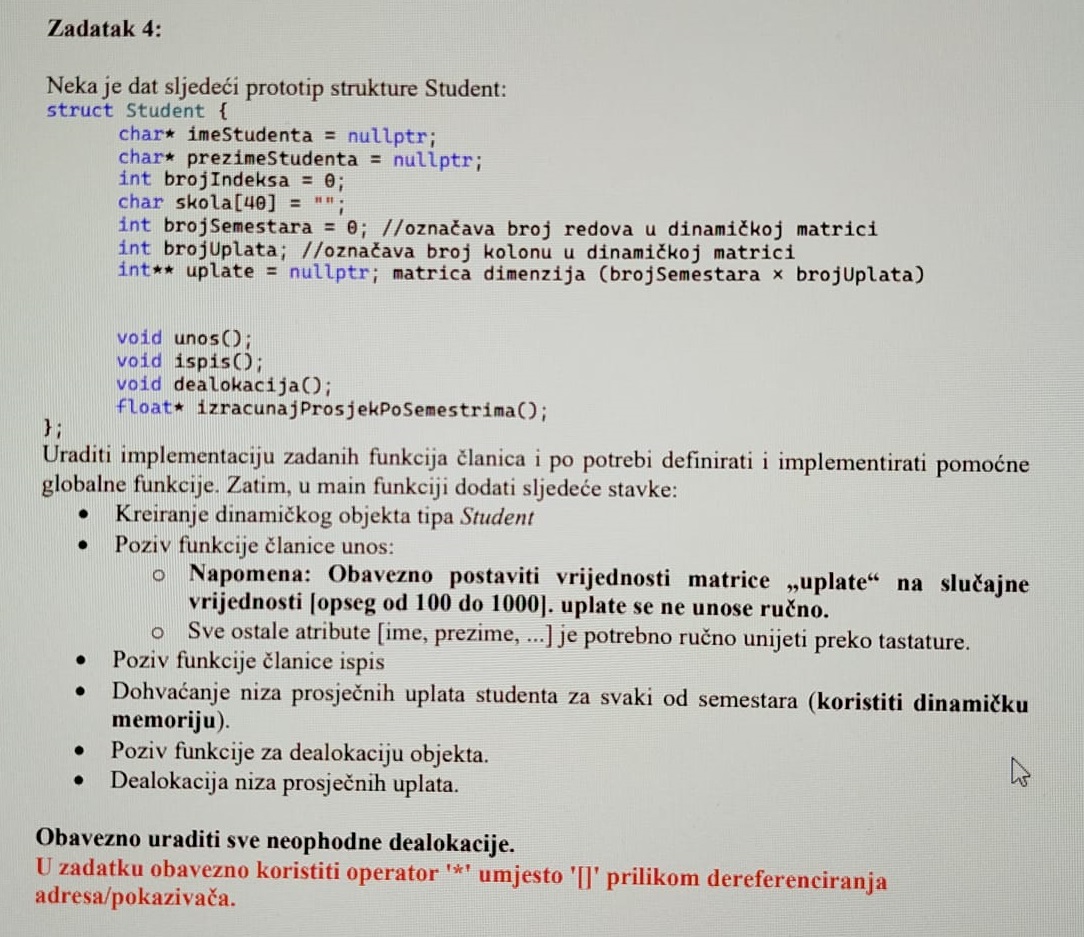 Zadatak 4:
Neka je dat sljedeći prototip strukture Student:
struct Student {
char* imeStudenta = nullptr;
char* prezimeStudenta = nullptr;
int brojIndeksa = 0;
char skola[40] = "";
int brojSemestara = 0; //označava broj redova u dinamičkoj matrici
int brojUplata; //označava broj kolonu u dinamičkoj matrici
int** uplate = nullptr; matrica dimenzija (brojSemestara × brojUplata)
void unos();
void ispis();
void dealokacija();
float* izracunajProsjekPoSemestrima();
};
Uraditi implementaciju zadanih funkcija članica i po potrebi definirati i implementirati pomoćne
globalne funkcije. Zatim, u main funkciji dodati sljedeće stavke:
• Kreiranje dinamičkog objekta tipa Student
• Poziv funkcije članice unos:
o Napomena: Obavezno postaviti vrijednosti matrice „uplate“ na slučajne
vrijednosti [opseg od 100 do 1000]. uplate se ne unose ručno.
o Sve ostale atribute [ime, prezime, ...] je potrebno ručno unijeti preko tastature.
• Poziv funkcije članice ispis
• Dohvaćanje niza prosječnih uplata studenta za svaki od semestara (koristiti dinamičku
memoriju).
• Poziv funkcije za dealokaciju objekta.
• Dealokacija niza prosječnih uplata.
Obavezno uraditi sve neophodne dealokacije.
U zadatku obavezno koristiti operator '*' umjesto '[]' prilikom dereferenciranja
adresa/pokazivača.